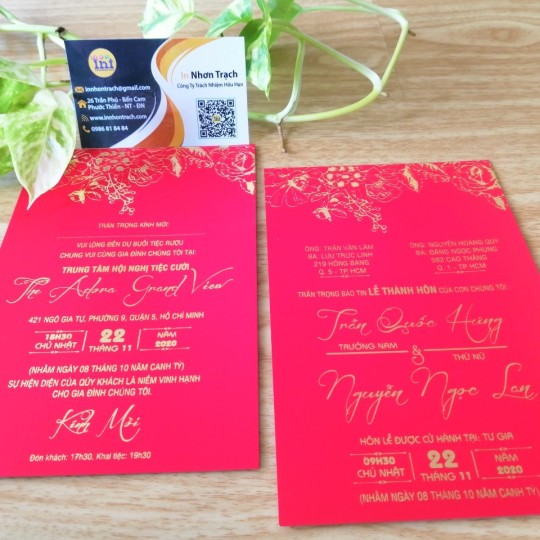 ini
innhontrach@gmail.com
26 Trần Phú - Bến Cam
Phước Thiền - NT - ĐN
www.innhontrach.com
0986 81 84 84
In Nhơn Trạch
Công Ty Trách Nhiệm Hữu Hạn
TRÂN TRỌNG KÍNH MỜI:
VUI LÒNG ĐẾN DỰ BUỔI TIỆC RƯỢU
CHUNG VUI CÙNG GIA ĐÌNH CHÚNG TÔI TẠI:
TRUNG TÂM HỘI NGHỊ TIỆC CƯỚI
The Adora Grand View
421 NGÔ GIA TỰ, PHƯỜNG 9, QUẬN 5, HỒ CHÍ MINH
18H30
CHỦ NHẬT
22
THÁNG 11
NĂM
2020
(NHẰM NGÀY 08 THÁNG 10 NĂM CANH TÝ)
SỰ HIỆN DIỆN CỦA QÚY KHÁCH LÀ NIỀM VINH HẠNH
CHO GIA ĐÌNH CHÚNG TÔI.
Kính Mời
Đón khách: 17h30, Khai tiệc: 19h30
ÔNG: TRẦN VĂN LÂM
BÀ: LƯU TRÚC LINH
219 HỒNG BÀNG
Q. 5 - TP HCM
ÔNG: NGUYỄN HOÀNG QUÝ
BÀ: ĐẶNG NGỌC PHỤNG
592 CAO THẮNG
Q. 1 - TP HCM
TRÂN TRỌNG BÁO TIN LỄ THÀNH HÔN CỦA CON CHÚNG TÔI:
Trần Quốc Hùng
TRƯỞNG NAM
&
THỨ NỮ
Nguyễn Ngọc Lan
HÔN LỄ ĐƯỢC CỬ HÀNH TẠI: TƯ GIA
09H30
CHỦ NHẬT
22
THÁNG 11
NĂM
2020
(NHẰM NGÀY 08 THÁNG 10 NĂM CANH TÝ)